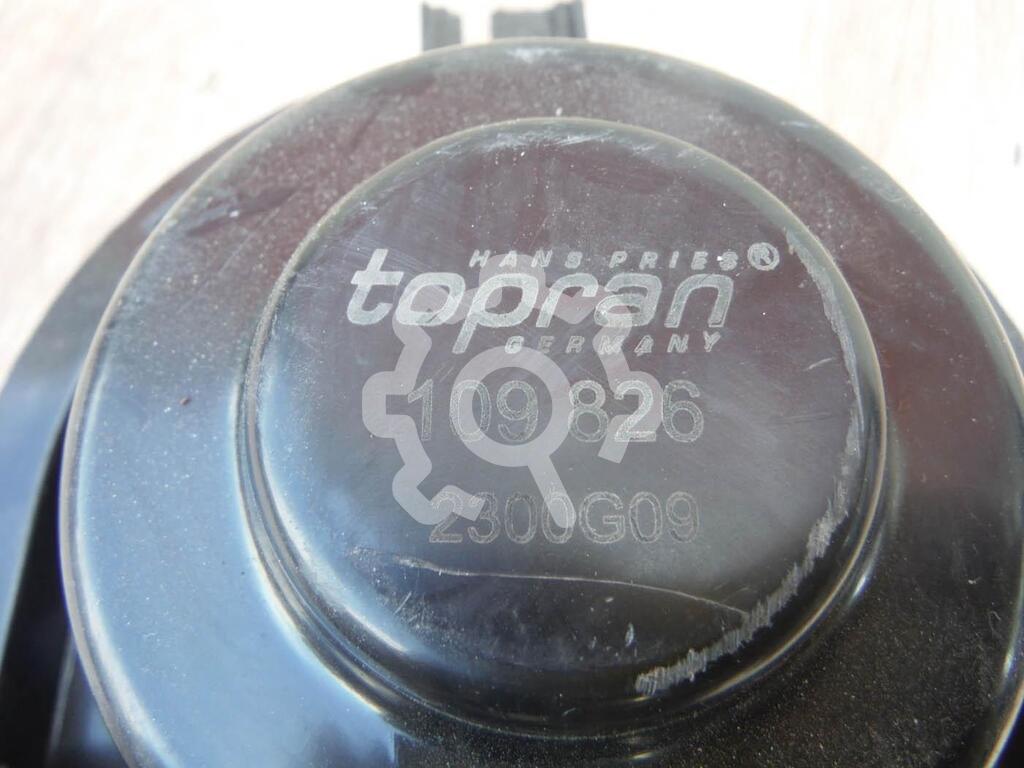 HANS PRIES®
topran
GERMANY
109 826
2300G09